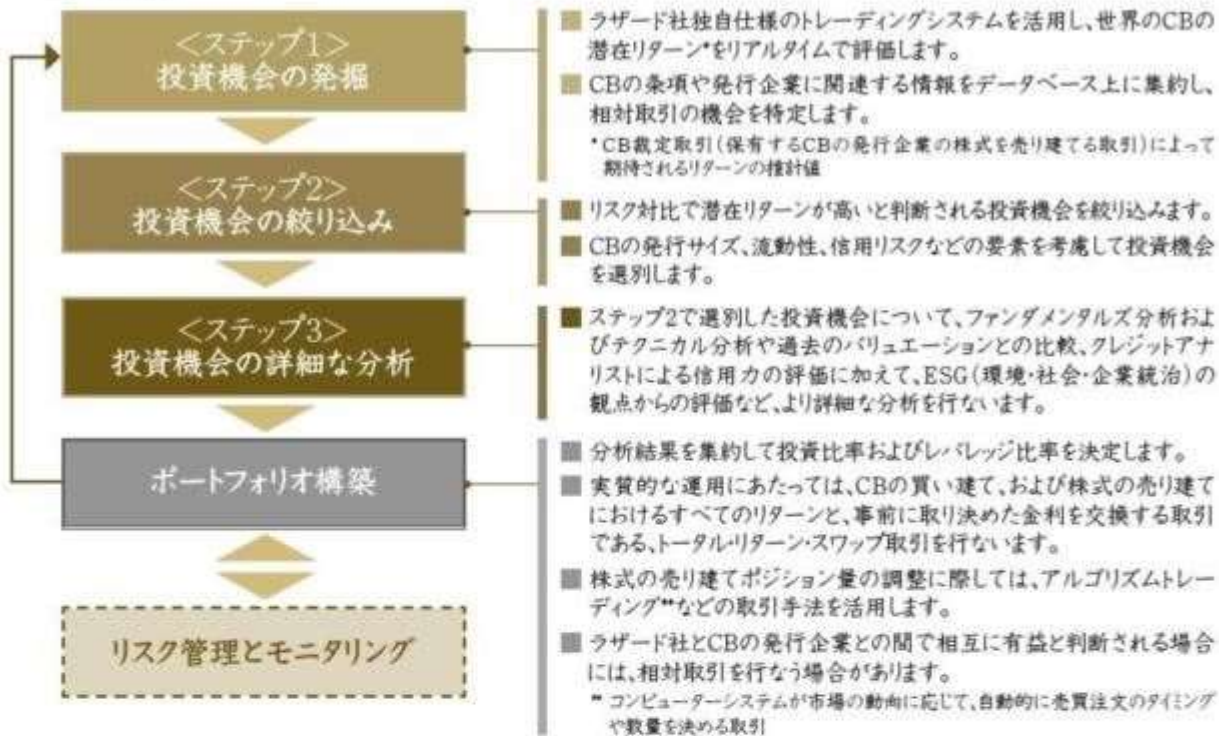 <ステップ1>
投資機会の発掘
■ ラザード社独自仕様のトレーディングシステムを活用し、世界のCBの
潜在リターン*をリアルタイムで評価します。
■ CBの条項や発行企業に関連する情報をデータベース上に集約し、
相対取引の機会を特定します。
*CB裁定取引(保有するCBの発行企業の株式を売り建てる取引)によって
期待されるリターンの推計値
<ステップ2>
投資機会の絞り込み
■ リスク対比で潜在リターンが高いと判断される投資機会を絞り込みます。
■ CBの発行サイズ、流動性、信用リスクなどの要素を考慮して投資機会
を選別します。
<ステップ3>
投資機会の詳細な分析
■ ステップ2で選別した投資機会について、ファンダメンタルズ分析およ
びテクニカル分析や過去のバリュエーションとの比較、クレジットアナ
リストによる信用力の評価に加えて、ESG(環境・社会・企業統治)の
観点からの評価など、より詳細な分析を行ないます。
ポートフォリオ構築
■ 分析結果を集約して投資比率およびレバレッジ比率を決定します。
■ 実質的な運用にあたっては、CBの買い建て、および株式の売り建て
におけるすべてのリターンと、事前に取り決めた金利を交換する取引
である、トータル・リターン・スワップ取引を行ないます。
■ 株式の売り建てポジション量の調整に際しては、アルゴリズムトレー
ディング**などの取引手法を活用します。
■ ラザード社とCBの発行企業との間で相互に有益と判断される場合
には、相対取引を行なう場合があります。
** コンピューターシステムが市場の動向に応じて、自動的に売買注文のタイミング
や数量を決める取引
リスク管理とモニタリング